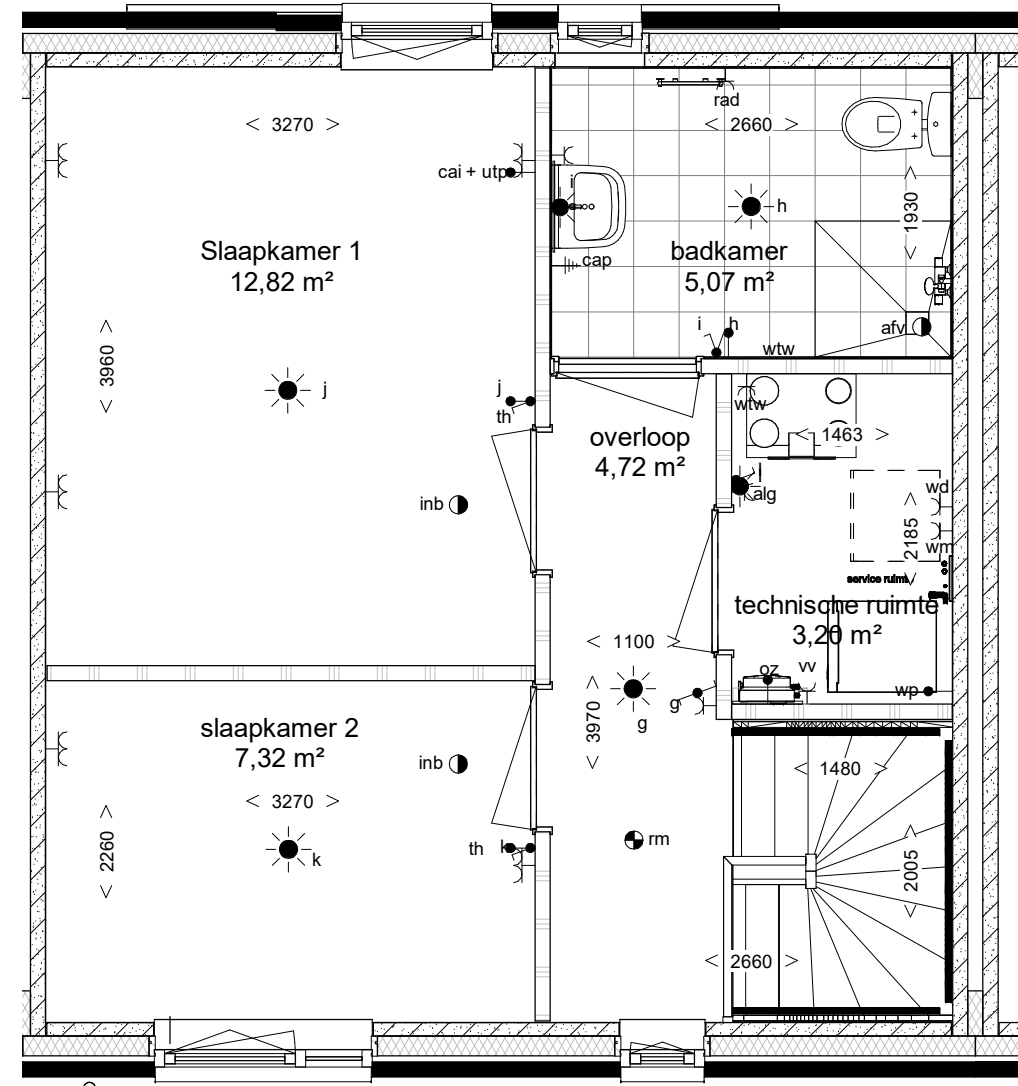 rad
< 3270 >
< 2660 >
cai + utp
i
h
1930
< >
Slaapkamer 1
12,82 m²
badkamer
5,07 m²
cap
afv
i
h
wtw
3960
< >
j
j
th
wtw
< 1463 >
overloop
4,72 m²
l
alg
wd
inb
2185
< >
wm
service ruimte
technische ruimte
3,20 m²
< 1100 >
oz
vv
wp
g
g
3970
< >
slaapkamer 2
7,32 m²
inb
< 1480 >
< 3270 >
2260
< >
k
th
k
rm
2005
< >
< 2660 >